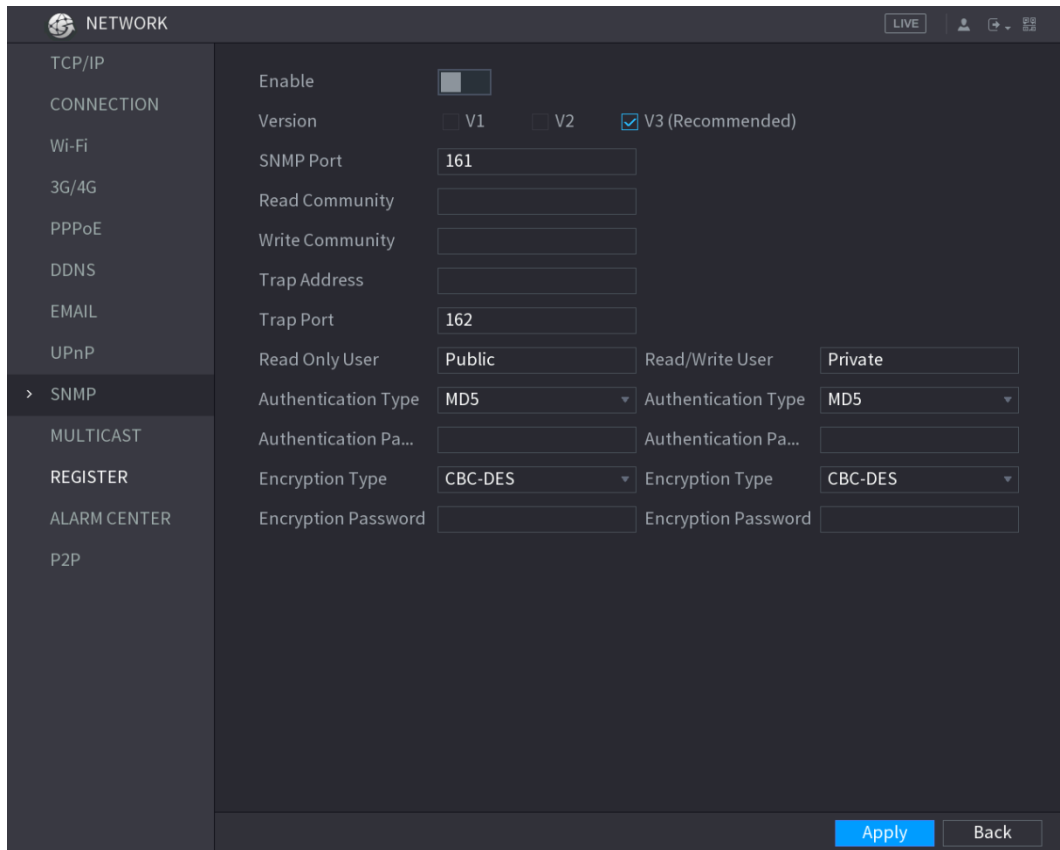 NETWORK
LIVE
TCP/IP
CONNECTION
Wi-Fi
3G/4G
PPPoE
DDNS
EMAIL
UPnP
SNMP
MULTICAST
REGISTER
ALARM CENTER
P2P
Enable
Version V1 V2 V3 (Recommended)
SNMP Port 161
Read Community
Write Community
Trap Address
Trap Port 162
Read Only User Public Read/Write User Private
Authentication Type MD5 Authentication Type MD5
Authentication Pa... Authentication Pa...
Encryption Type CBC-DES Encryption Type CBC-DES
Encryption Password Encryption Password
Apply Back